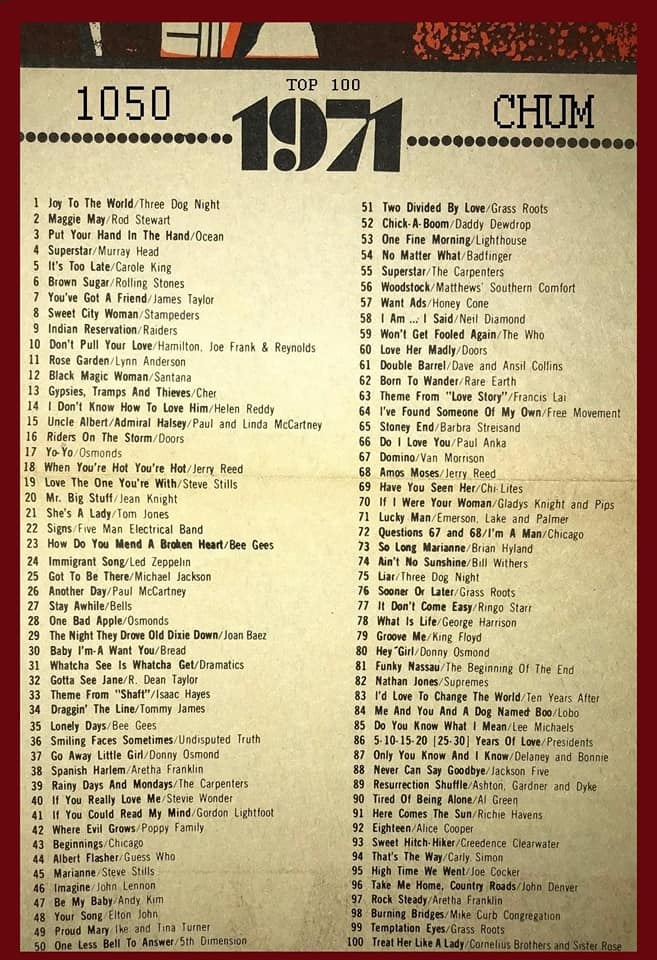 TOP 100
1050 1971 CHUM
1 Joy To The World/Three Dog Night
2 Maggie May/Rod Stewart
3 Put Your Hand In The Hand/Ocean
4 Superstar/Murray Head
5 It's Too Late/Carole King
6 Brown Sugar/Rolling Stones
7 You've Got A Friend/James Taylor
8 Sweet City Woman/Stampeders
9 Indian Reservation/Raiders
10 Don't Pull Your Love/Hamilton, Joe Frank & Reynolds
11 Rose Garden/Lynn Anderson
12 Black Magic Woman/Santana
13 Gypsies, Tramps And Thieves/Cher
14 I Don't Know How To Love Him/Helen Reddy
15 Uncle Albert/Admiral Halsey/Paul and Linda McCartney
16 Riders On The Storm/Doors
17 Yo-Yo/Osmonds
18 When You're Hot You're Hot/Jerry Reed
19 Love The One You're With/Steve Stills
20 Mr. Big Stuff/Jean Knight
21 She's A Lady/Tom Jones
22 Signs/Five Man Electrical Band
23 How Do You Mend A Broken Heart/Bee Gees
24 Immigrant Song/Led Zeppelin
25 Got To Be There/Michael Jackson
26 Another Day/Paul McCartney
27 Stay Awhile/Bells
28 One Bad Apple/Osmonds
29 The Night They Drove Old Dixie Down/Joan Baez
30 Baby I'm-A Want You/Bread
31 Whatcha See Is Whatcha Get/Dramatics
32 Gotta See Jane/R. Dean Taylor
33 Theme From "Shaft"/Isaac Hayes
34 Draggin' The Line/Tommy James
35 Lonely Days/Bee Gees
36 Smiling Faces Sometimes/Undisputed Truth
37 Go Away Little Girl/Donny Osmond
38 Spanish Harlem/Aretha Franklin
39 Rainy Days And Mondays/The Carpenters
40 If You Really Love Me/Stevie Wonder
41 If You Could Read My Mind/Gordon Lightfoot
42 Where Evil Grows/Poppy Family
43 Beginnings/Chicago
44 Albert Flasher/Guess Who
45 Marianne/Steve Stills
46 Imagine/John Lennon
47 Be My Baby/Andy Kim
48 Your Song/Elton John
49 Proud Mary/Ike and Tina Turner
50 One Less Bell To Answer/5th Dimension
51 Two Divided By Love/Grass Roots
52 Chick-A-Boom/Daddy Dewdrop
53 One Fine Morning/Lighthouse
54 No Matter What/Badfinger
55 Superstar/The Carpenters
56 Woodstock/Matthews' Southern Comfort
57 Want Ads/Honey Cone
58 I Am ... I Said/Neil Diamond
59 Won't Get Fooled Again/The Who
60 Love Her Madly/Doors
61 Double Barrel/Dave and Ansil Collins
62 Born To Wander/Rare Earth
63 Theme From "Love Story"/Francis Lai
64 I've Found Someone Of My Own/Free Movement
65 Stoney End/Barbra Streisand
66 Do I Love You/Paul Anka
67 Domino/Van Morrison
68 Amos Moses/Jerry Reed
69 Have You Seen Her/Chi-Lites
70 If I Were Your Woman/Gladys Knight and Pips
71 Lucky Man/Emerson, Lake and Palmer
72 Questions 67 and 68/I'm A Man/Chicago
73 So Long Marianne/Brian Hyland
74 Ain't No Sunshine/Bill Withers
75 Liar/Three Dog Night
76 Sooner Or Later/Grass Roots
77 It Don't Come Easy/Ringo Starr
78 What Is Life/George Harrison
79 Groove Me/King Floyd
80 Hey Girl/Donny Osmond
81 Funky Nassau/The Beginning Of The End
82 Nathan Jones/Supremes
83 I'd Love To Change The World/Ten Years After
84 Me And You And A Dog Named Boo/Lobo
85 Do You Know What I Mean/Lee Michaels
86 5-10-15-20 [25-30] Years Of Love/Presidents
87 Only You Know And I Know/Delaney and Bonnie
88 Never Can Say Goodbye/Jackson Five
89 Resurrection Shuffle/Ashton, Gardner and Dyke
90 Tired Of Being Alone/Al Green
91 Here Comes The Sun/Richie Havens
92 Eighteen/Alice Cooper
93 Sweet Hitch-Hiker/Creedence Clearwater
94 That's The Way/Carly Simon
95 High Time We Went/Joe Cocker
96 Take Me Home, Country Roads/John Denver
97 Rock Steady/Aretha Franklin
98 Burning Bridges/Mike Curb Congregation
99 Temptation Eyes/Grass Roots
100 Treat Her Like A Lady/Cornelius Brothers and Sister Rose